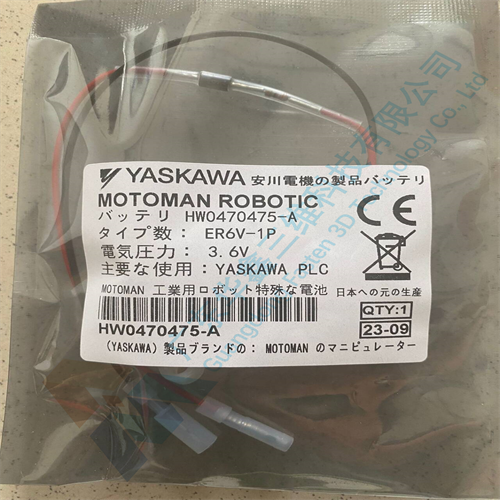 YASKAWA 安川電機の製品バッテリ
MOTOMAN ROBOTIC
バッテリ HW0470475-A
タイプ数： ER6V-1P
電気圧力： 3.6V
主要な使用：YASKAWA PLC
MOTOMAN 工業用ロボット特殊な電池 日本への元の生産
CE
QTY:1
HW0470475-A
23-09
(YASKAWA) 製品ブランドの： MOTOMAN のマニピュレーター